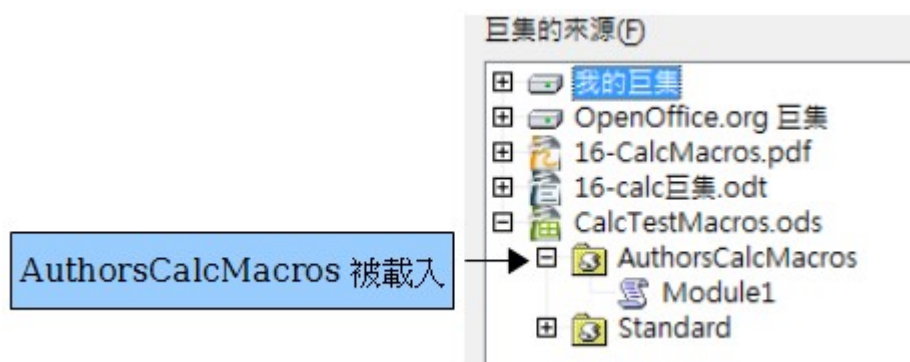 巨集的來源(F)
我的巨集
OpenOffice.org 巨集
16-CalcMacros.pdf
16-calc巨集.odt
CalcTestMacros.ods
AuthorsCalcMacros 被載入
AuthorsCalcMacros
Module1
Standard